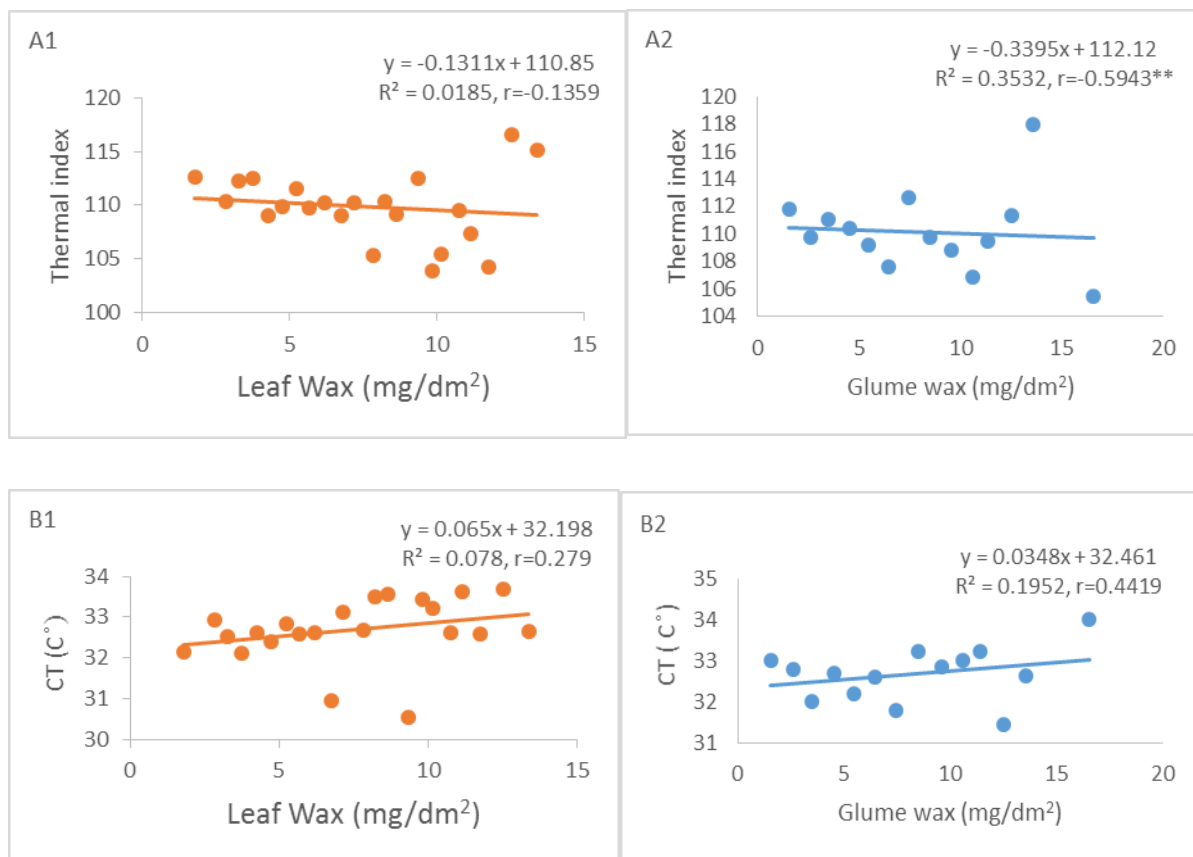 A1
y = -0.1311x + 110.85
R² = 0.0185, r=-0.1359
120
115
110
105
100
Thermal index
0 5 10 15
Leaf Wax (mg/dm²)
A2
y = -0.3395x + 112.12
R² = 0.3532, r=-0.5943**
120
118
116
114
112
110
108
106
104
Thermal index
0 5 10 15 20
Glume wax (mg/dm²)
B1
y = 0.065x + 32.198
R² = 0.078, r=0.279
34
33
32
31
30
CT (C˚)
0 5 10 15
Leaf Wax (mg/dm²)
B2
y = 0.0348x + 32.461
R² = 0.1952, r=0.4419
35
34
33
32
31
CT ( C˚)
0 5 10 15 20
Glume wax (mg/dm²)